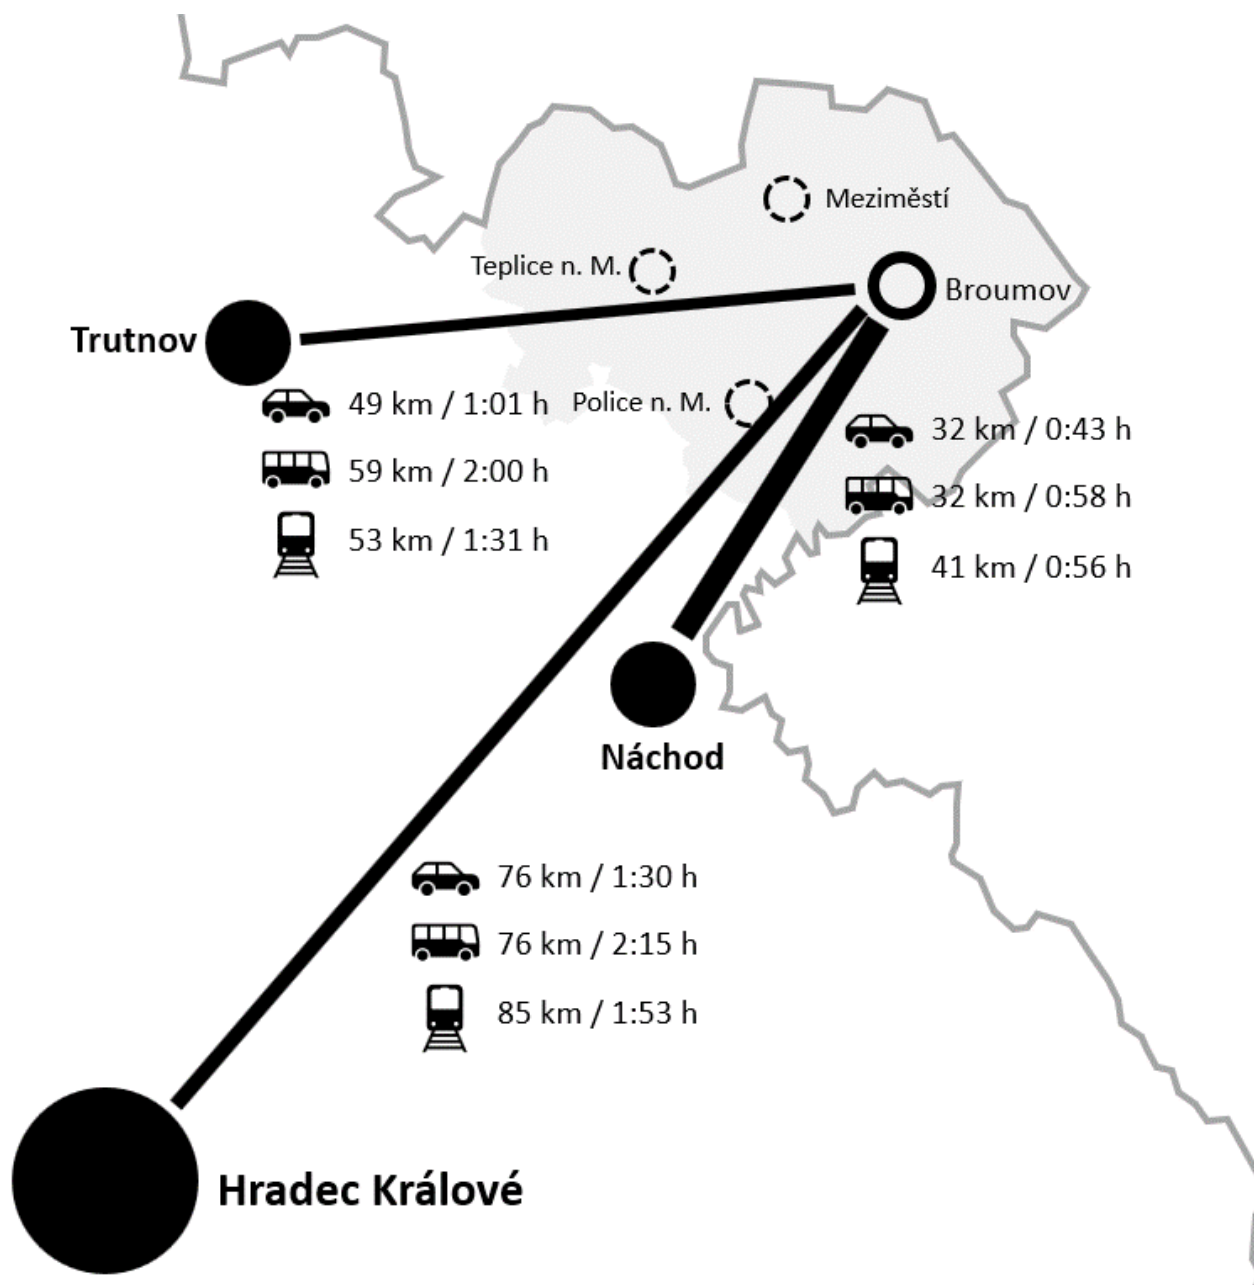 Meziměstí
Teplice n. M.
Broumov
Trutnov
49 km / 1:01 h
Police n. M.
59 km / 2:00 h
53 km / 1:31 h
32 km / 0:43 h
32 km / 0:58 h
41 km / 0:56 h
Náchod
76 km / 1:30 h
76 km / 2:15 h
85 km / 1:53 h
Hradec Králové